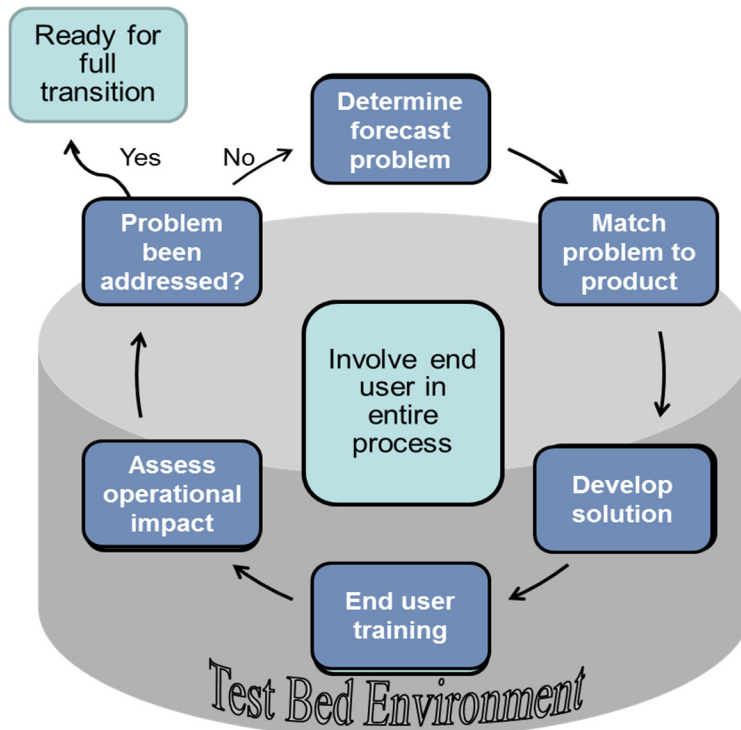 Ready for
full
transition
Yes
No
Determine
forecast
problem
Problem
been
addressed?
Match
problem to
product
Involve end
user in
entire
process
Assess
operational
impact
Develop
solution
End user
training
Test Bed Environment